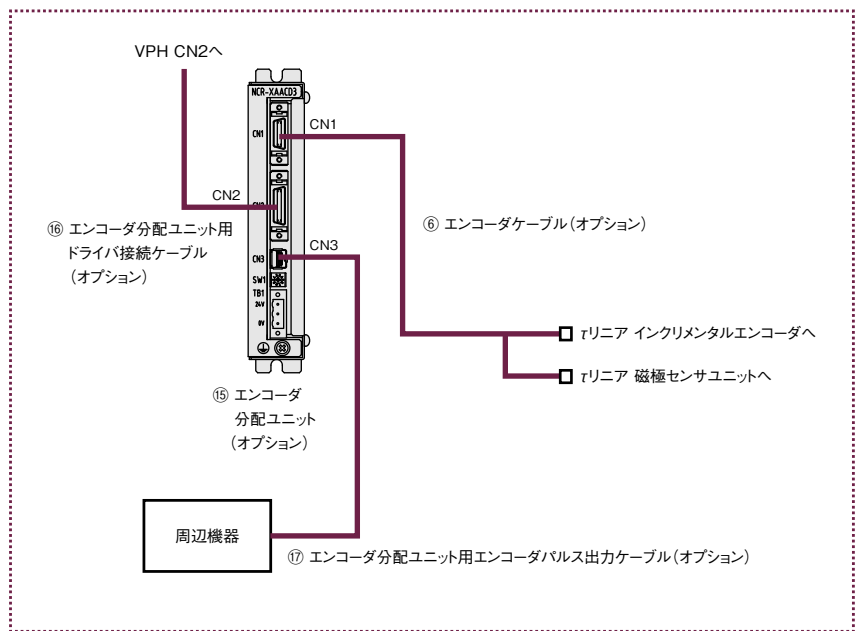 VPH CN2へ
NCR-XAACD3
CN1
CN1
CN2
CN2
⑯ エンコーダ分配ユニット用
ドライバ接続ケーブル
(オプション)
⑥ エンコーダケーブル(オプション)
CN3
CN3
SW1
TB1
24V
0V
τリニア インクリメンタルエンコーダへ
τリニア 磁極センサユニットへ
⑮ エンコーダ
分配ユニット
(オプション)
周辺機器
⑰ エンコーダ分配ユニット用エンコーダパルス出力ケーブル(オプション)